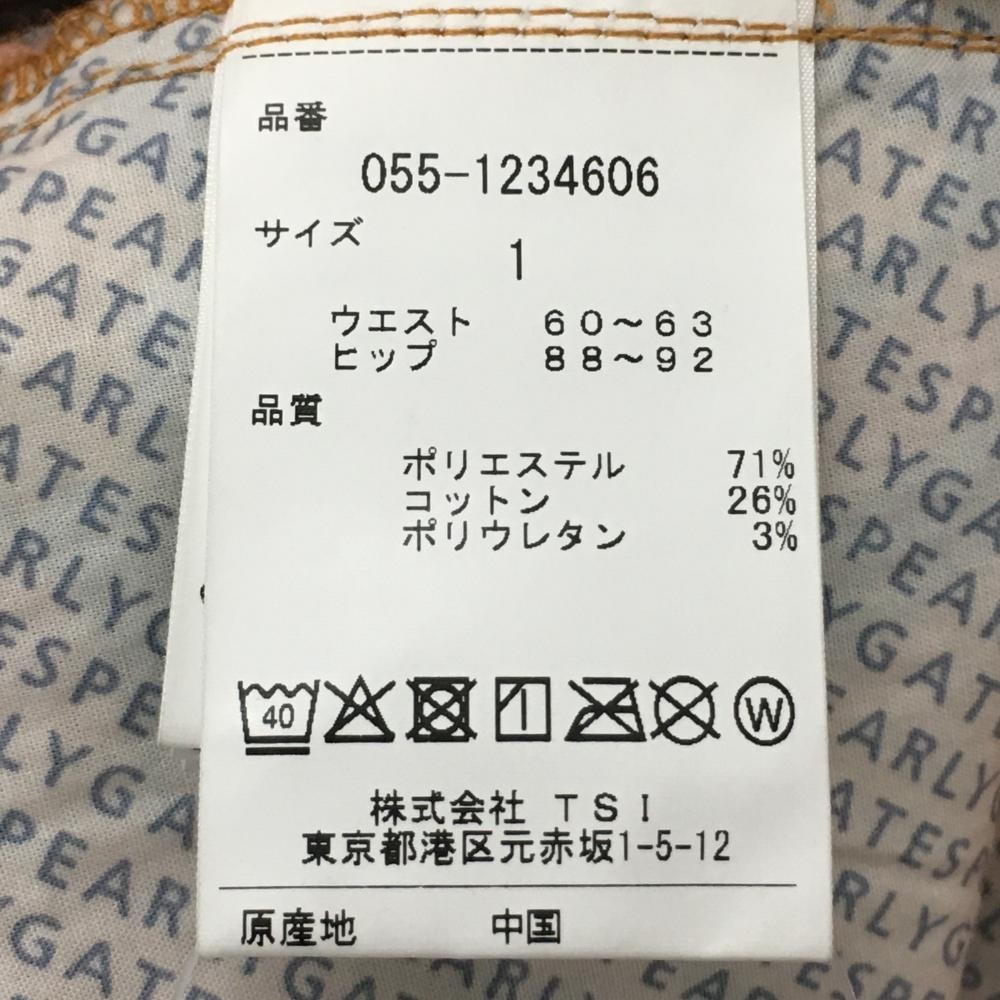 品番
055-1234606
サイズ
1
ウエスト 60～63
ヒップ 88～92
品質
ポリエステル 71%
コットン 26%
ポリウレタン 3%
40
W
株式会社 TSI
東京都港区元赤坂1-5-12
原産地 中国
PEARLYGATES